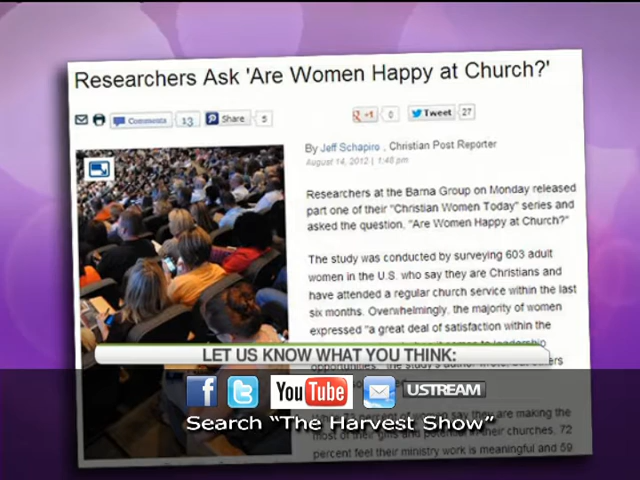 Researchers Ask 'Are Women Happy at Church?'
Comments 13 Share 5 +1 0 Tweet 27
By Jeff Schapiro , Christian Post Reporter
August 14, 2012 | 1:48 pm
Researchers at the Barna Group on Monday released
part one of their "Christian Women Today" series and
asked the question, "Are Women Happy at Church?"
The study was conducted by surveying 603 adult
women in the U.S. who say they are Christians and
have attended a regular church service within the last
six months. Overwhelmingly, the majority of women
expressed "a great deal of satisfaction within the
LET US KNOW WHAT YOU THINK:
f t You Tube USTREAM
Search "The Harvest Show"
percent say they are making the
most of their gifts and potential in their churches, 72
percent feel their ministry work is meaningful and 59